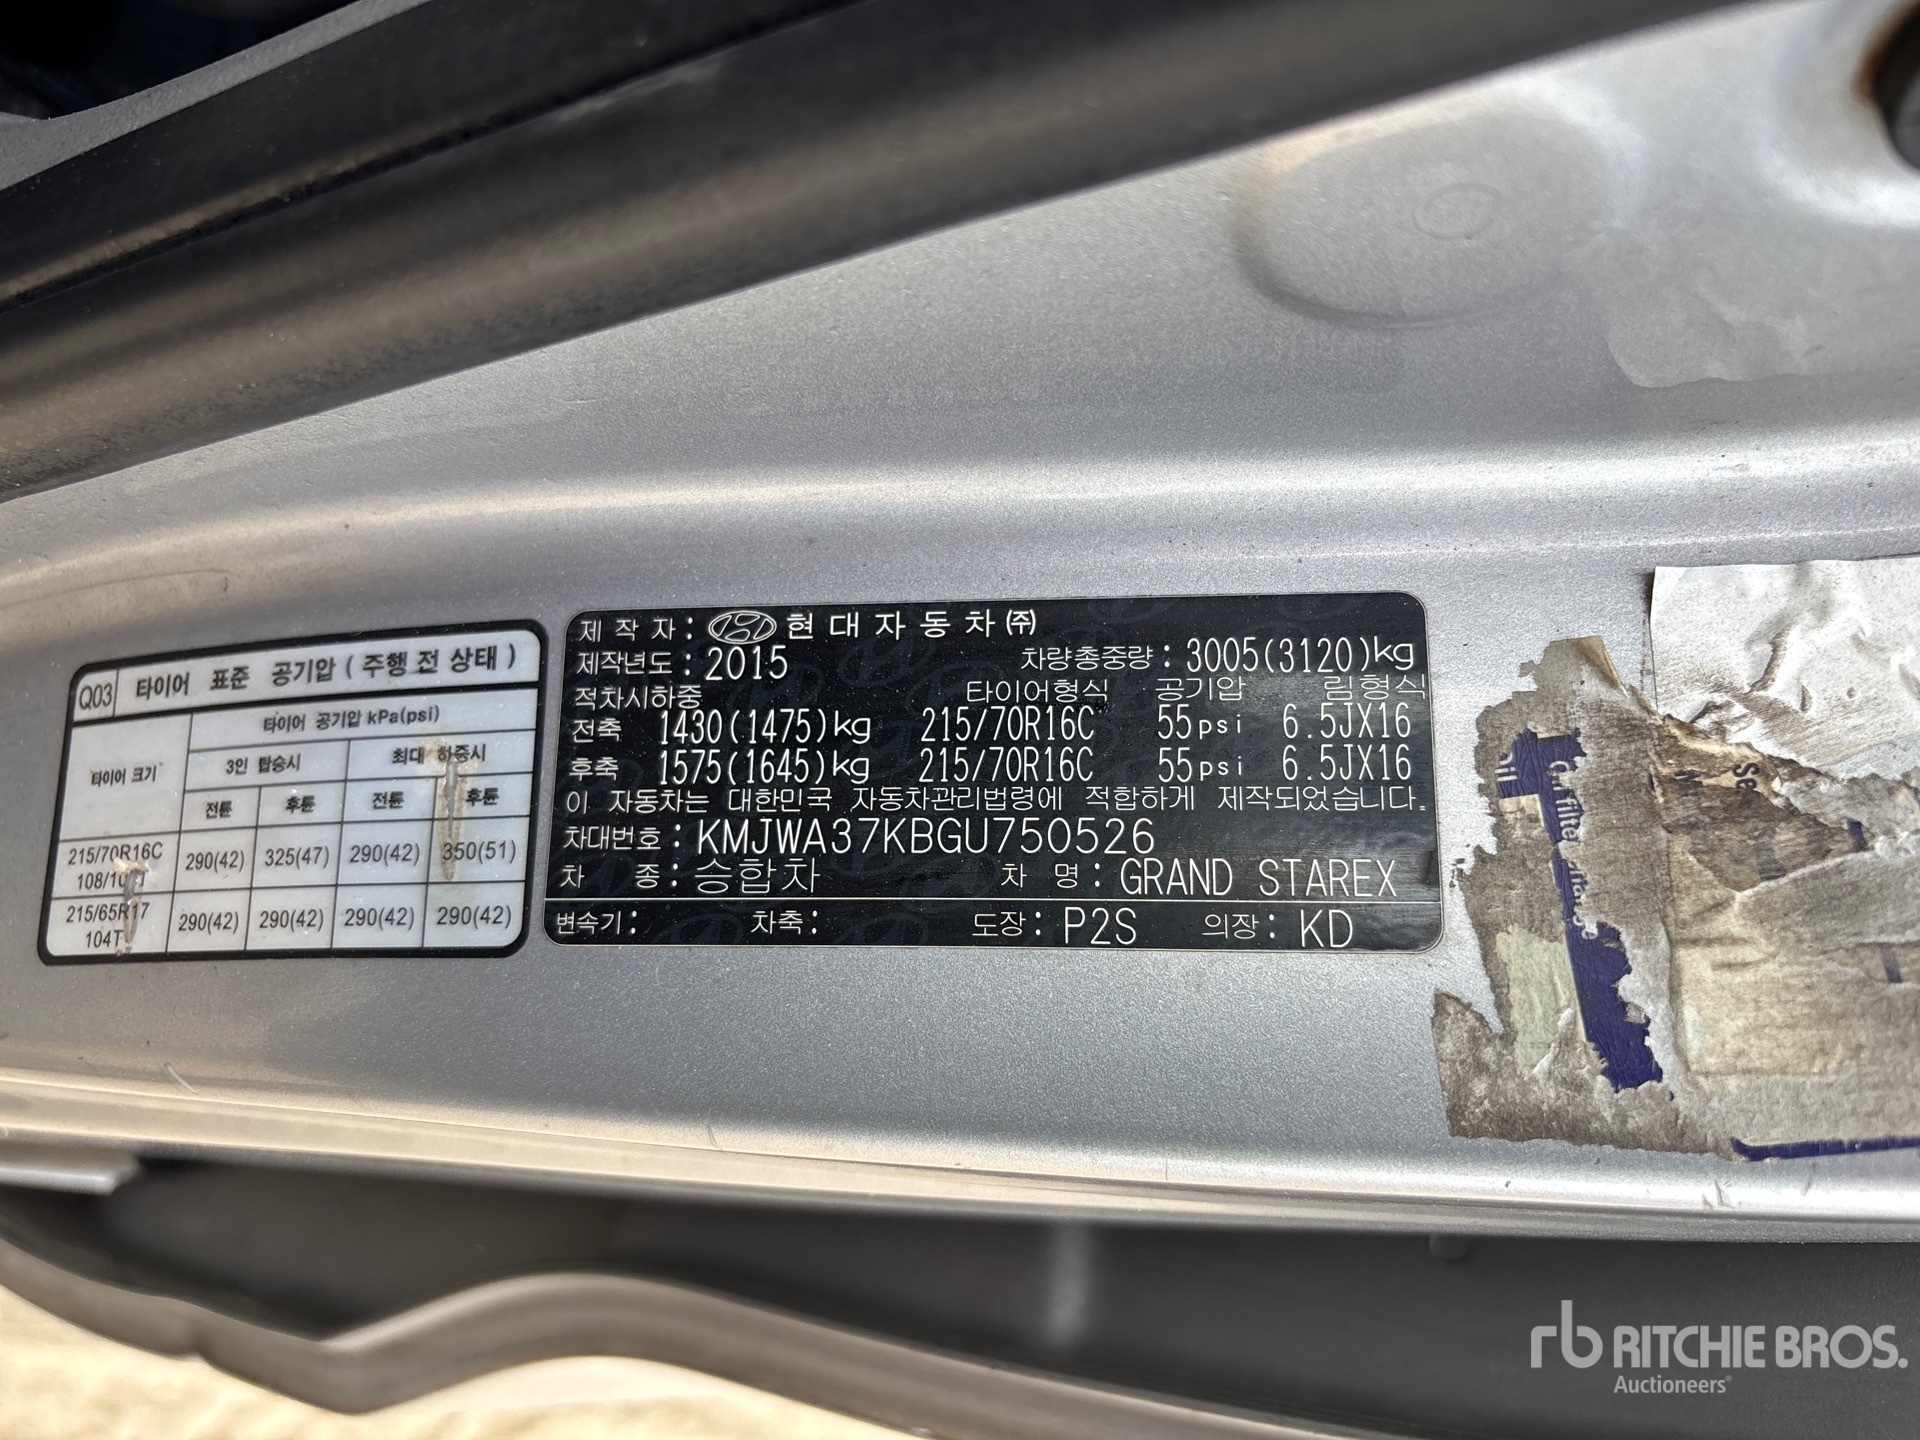 Q03 타이어 표준 공기압 ( 주행 전 상태 )
타이어 크기
타이어 공기압 kPa(psi)
3인 탑승시 최대 하중시
전륜 후륜 전륜 후륜
215/70R16C 290(42) 325(47) 290(42) 350(51)
215/65R17
104T 290(42) 290(42) 290(42) 290(42)
제작자 : 현대자동차㈜
제작년도 : 2015 차량총중량 : 3005(3120)kg
적차시하중 타이어형식 공기압 림형식
전축 1430(1475)kg 215/70R16C 55psi 6.5JX16
후축 1575(1645)kg 215/70R16C 55psi 6.5JX16
이 자동차는 대한민국 자동차관리법령에 적합하게 제작되었습니다.
차대번호 : KMJWA37KBGU750526
차 종 : 승합차 차 명 : GRAND STAREX
변속기 : 차축 : 도장 : P2S 의장 : KD
rb RITCHIE BROS.
Auctioneers